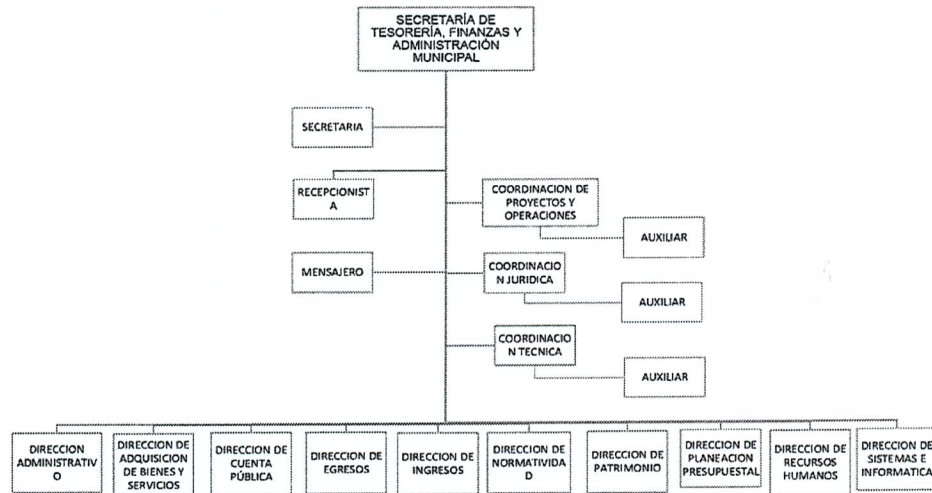 SECRETARÍA DE
TESORERÍA, FINANZAS Y
ADMINISTRACIÓN
MUNICIPAL
SECRETARIA
RECEPCIONIST
A
COORDINACION DE
PROYECTOS Y
OPERACIONES
AUXILIAR
MENSAJERO
COORDINACIO
N JURIDICA
AUXILIAR
COORDINACIO
N TECNICA
AUXILIAR
DIRECCION
ADMINISTRATIV
O
DIRECCION DE
ADQUISICION
DE BIENES Y
SERVICIOS
DIRECCION DE
CUENTA
PÚBLICA
DIRECCION DE
EGRESOS
DIRECCION DE
INGRESOS
DIRECCION DE
NORMATIVIDA
D
DIRECCION DE
PATRIMONIO
DIRECCION DE
PLANEACION
PRESUPUESTAL
DIRECCION DE
RECURSOS
HUMANOS
DIRECCION DE
SISTEMAS E
INFORMATICA